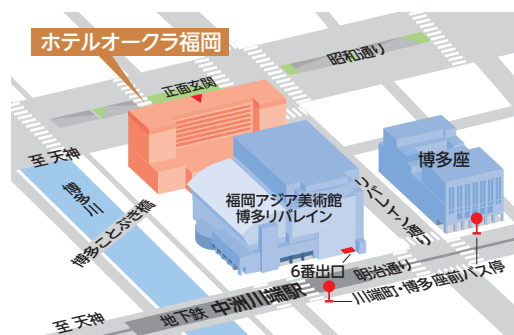 ホテルオークラ福岡
昭和通り
正面玄関
至 天神
博多川
博多ことぶき橋
福岡アジア美術館
博多リバレイン
リバレイン通り
博多座
6番出口
明治通り
川端町・博多座前バス停
地下鉄 中洲川端駅
至 天神